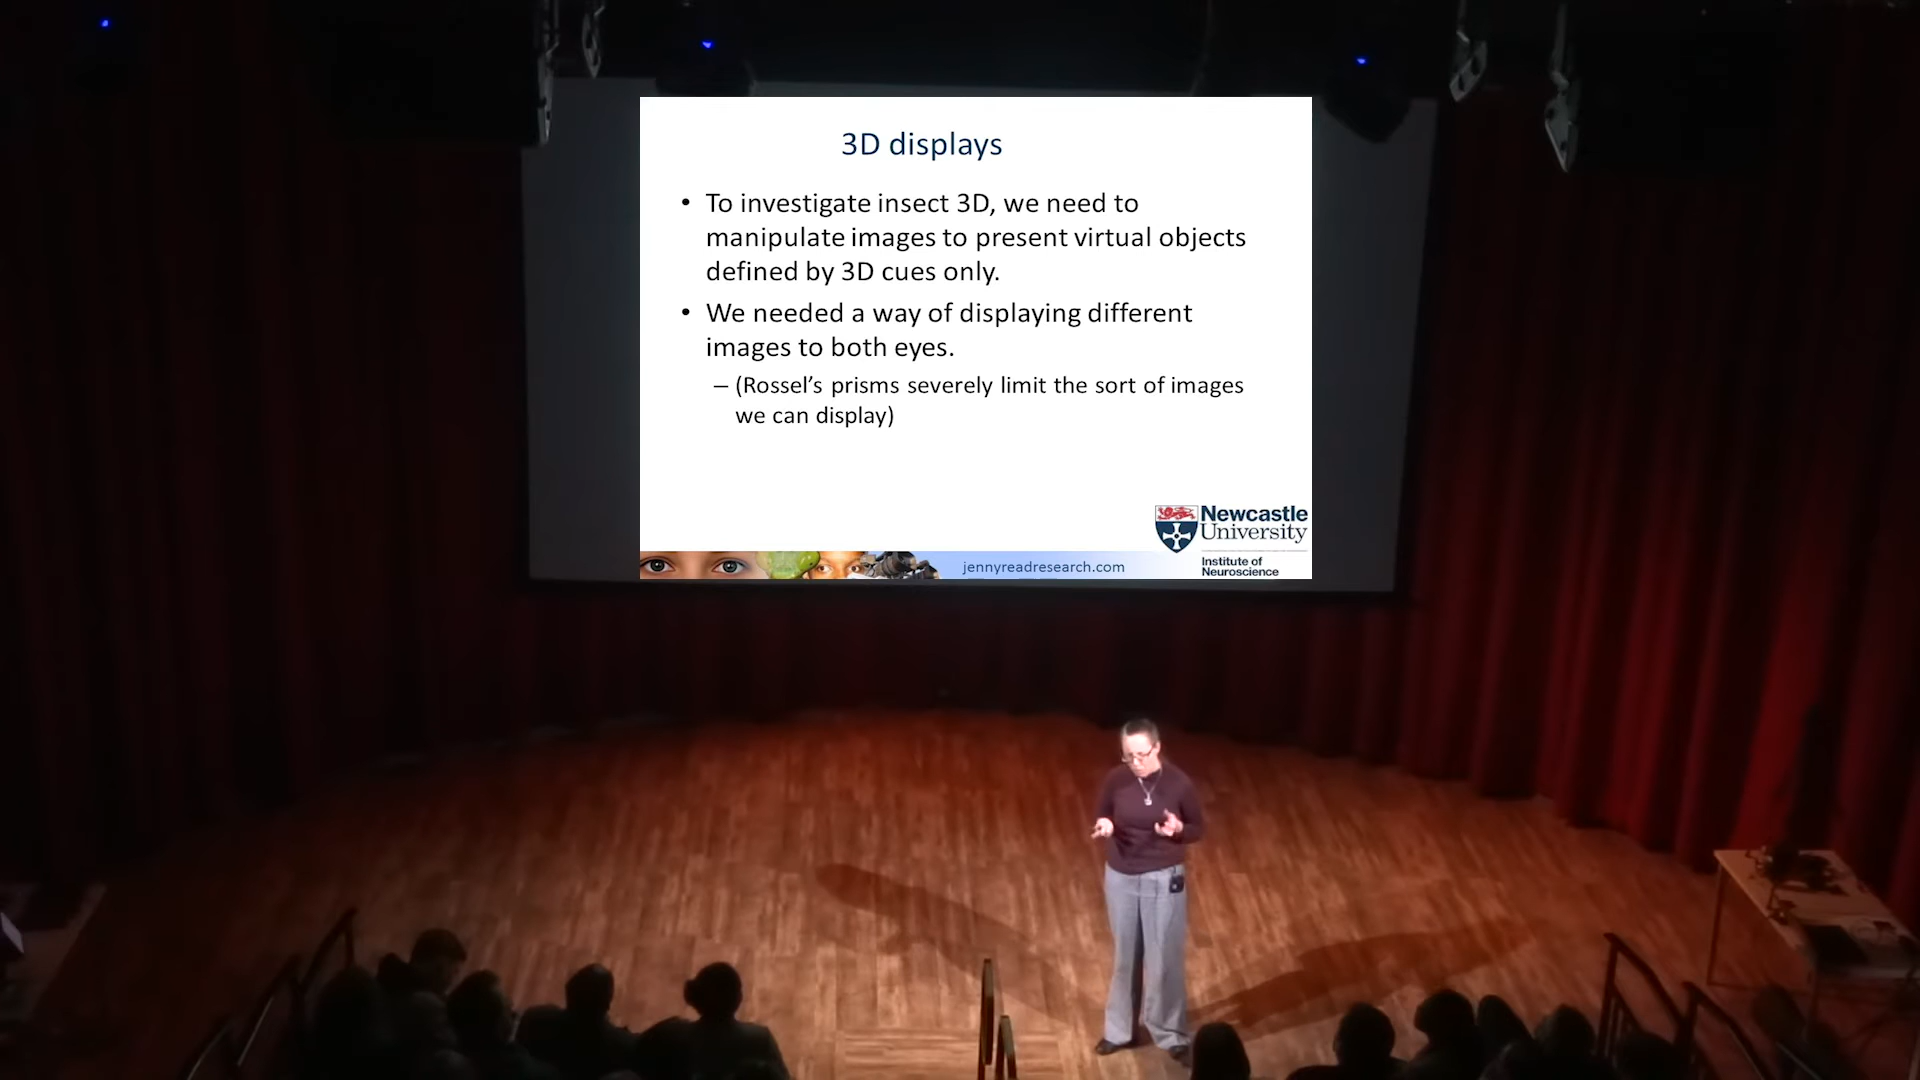 3D displays
• To investigate insect 3D, we need to
manipulate images to present virtual objects
defined by 3D cues only.
• We needed a way of displaying different
images to both eyes.
– (Rossel’s prisms severely limit the sort of images
we can display)
Newcastle
University
jennyreadresearch.com
Institute of
Neuroscience